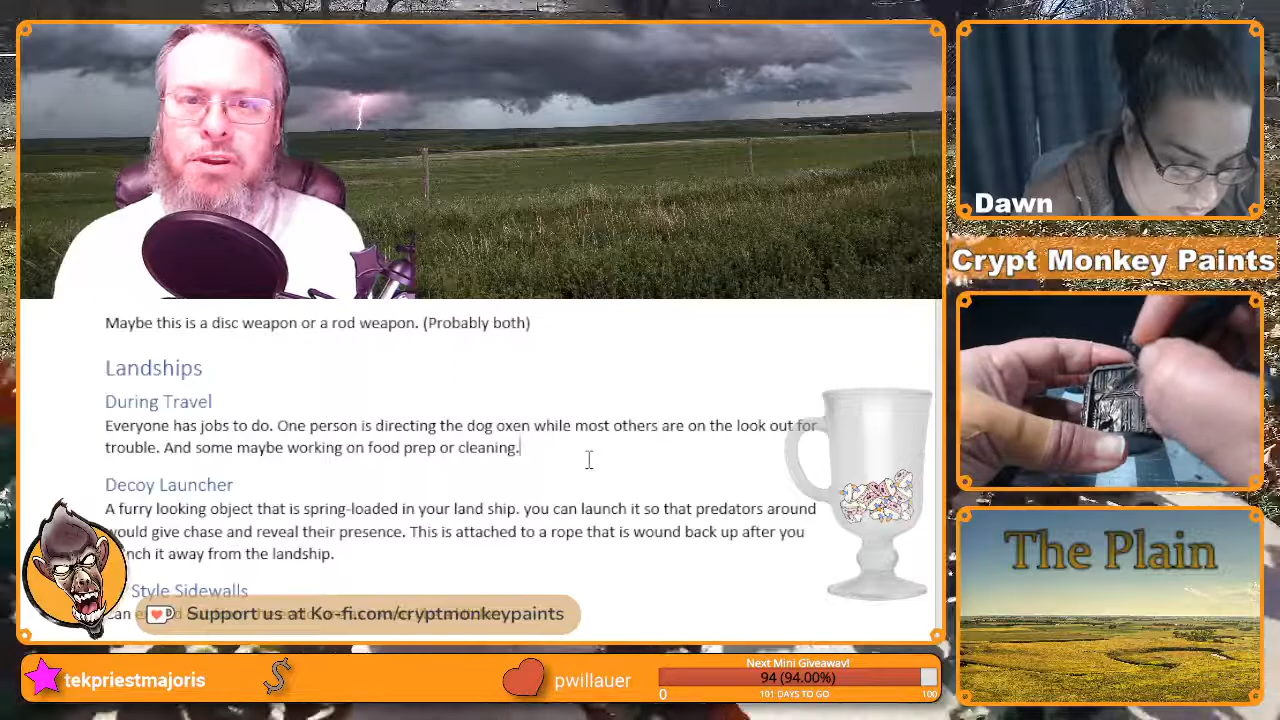 Maybe this is a disc weapon or a rod weapon. (Probably both)
Landships
During Travel
Everyone has jobs to do. One person is directing the dog oxen while most others are on the look out for
trouble. And some maybe working on food prep or cleaning.
Decoy Launcher
A furry looking object that is spring-loaded in your land ship. you can launch it so that predators around
would give chase and reveal their presence. This is attached to a rope that is wound back up after you
it away from the landship.
Style Sidewalls
Support us at Ko-fi.com/cryptmonkeypaints
tekpriestmajoris
pwillauer
Next Mini Giveaway!
94 (94.00%)
0
101 DAYS TO GO
100
Dawn
Crypt Monkey Paints
The Plain